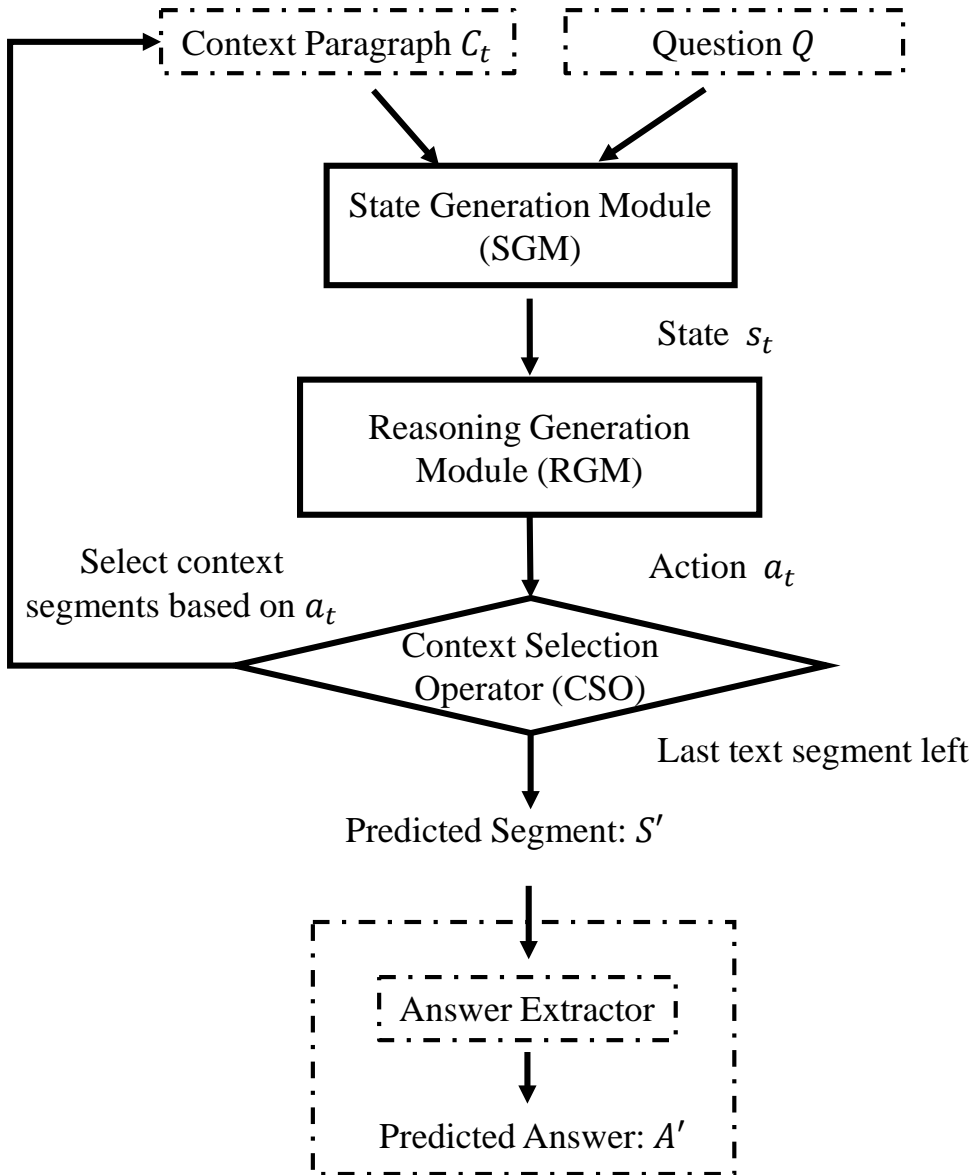 Context Paragraph C_t
Question Q
State Generation Module
(SGM)
State s_t
Reasoning Generation
Module (RGM)
Action a_t
Select context
segments based on a_t
Context Selection
Operator (CSO)
Last text segment left
Predicted Segment: S′
Answer Extractor
Predicted Answer: A′